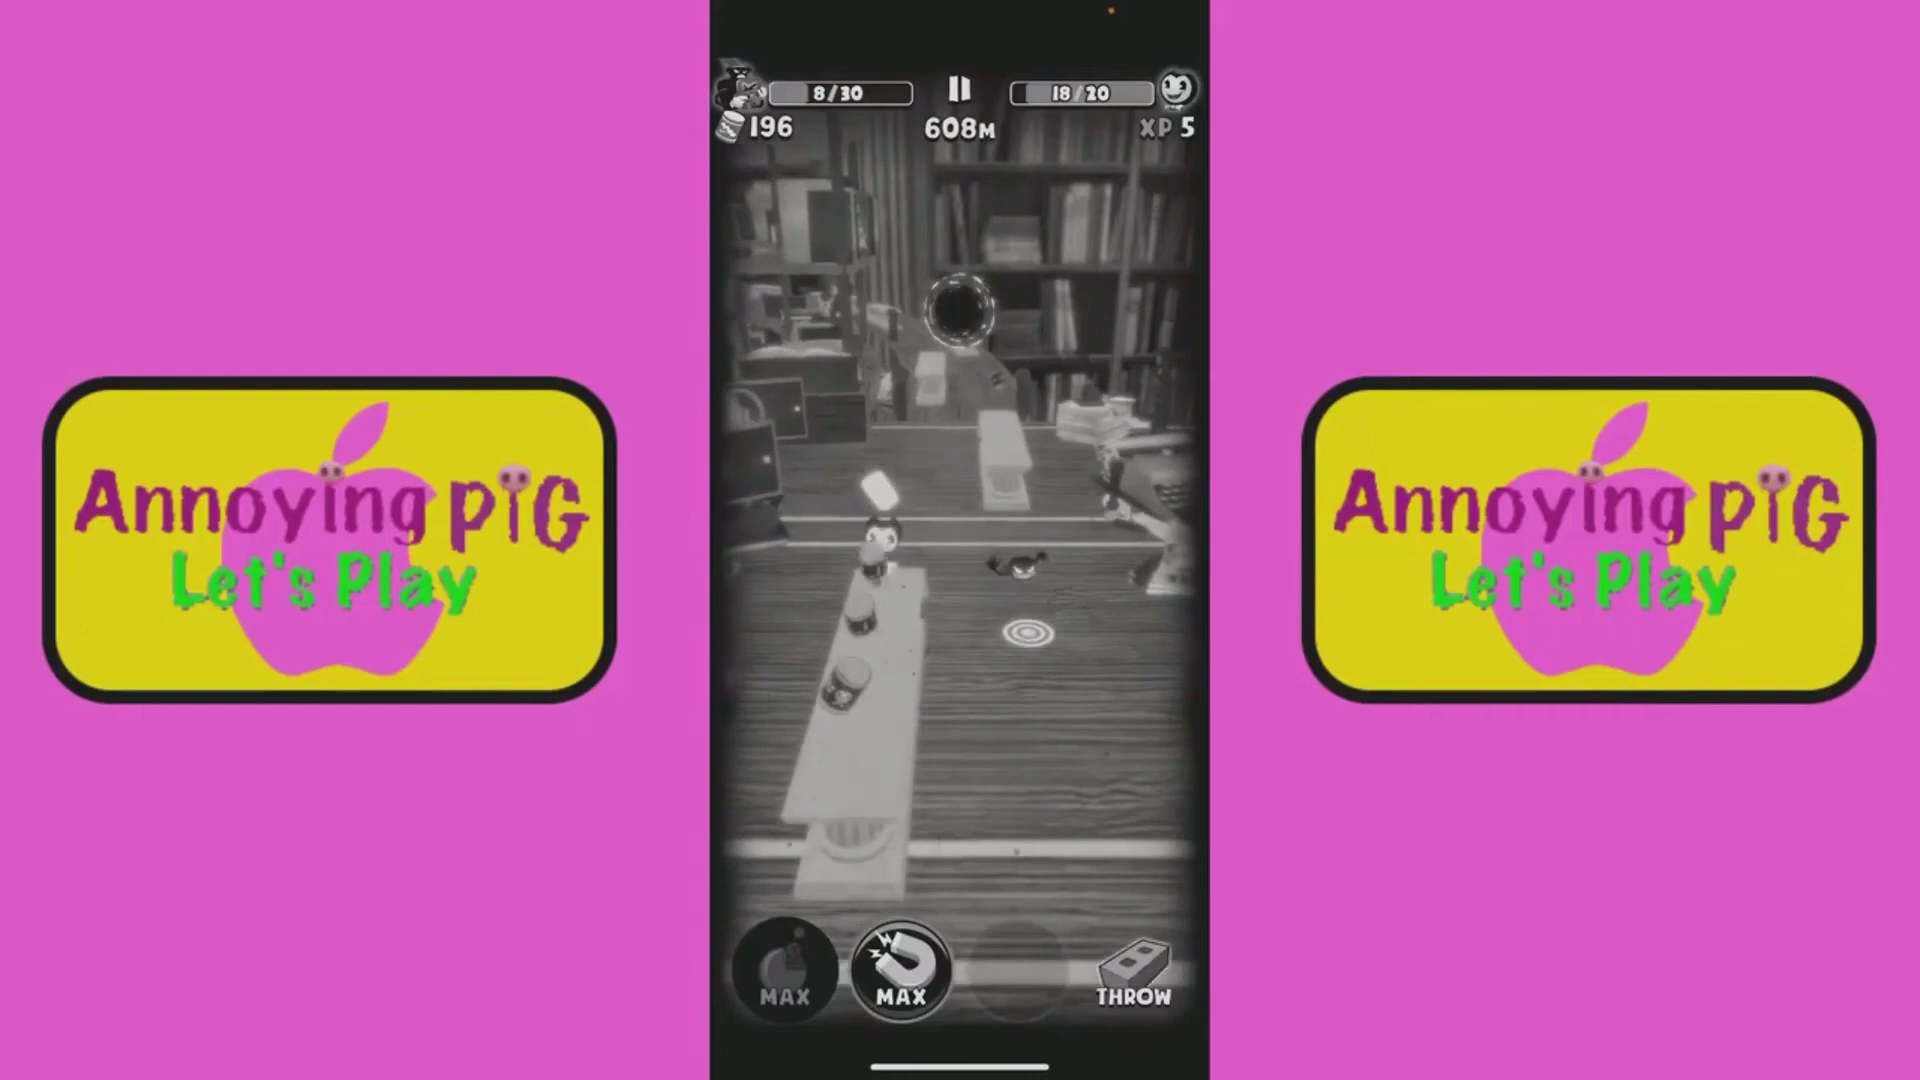 8/30
18/20
196
608M
XP 5
Annoying PIG
Let's Play
Annoying PIG
Let's Play
MAX
MAX
THROW